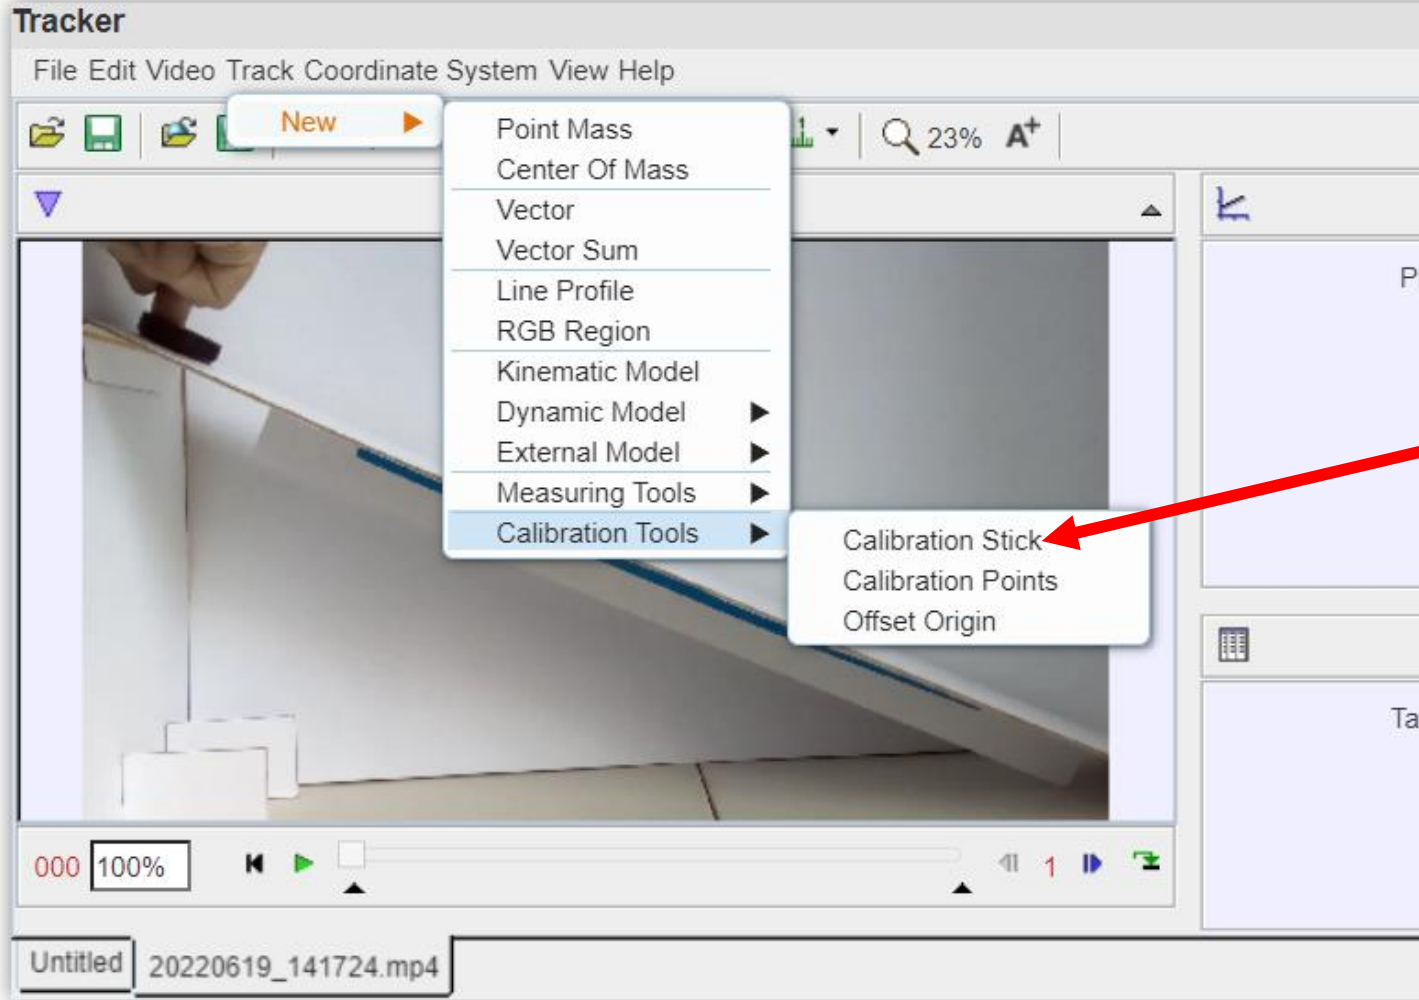 Tracker
File Edit Video Track Coordinate System View Help
New
23% A+
Point Mass
Center Of Mass
Vector
Vector Sum
Line Profile
RGB Region
Kinematic Model
Dynamic Model
External Model
Measuring Tools
Calibration Tools
Calibration Stick
Calibration Points
Offset Origin
P
Ta
000 100% 1
Untitled 20220619_141724.mp4